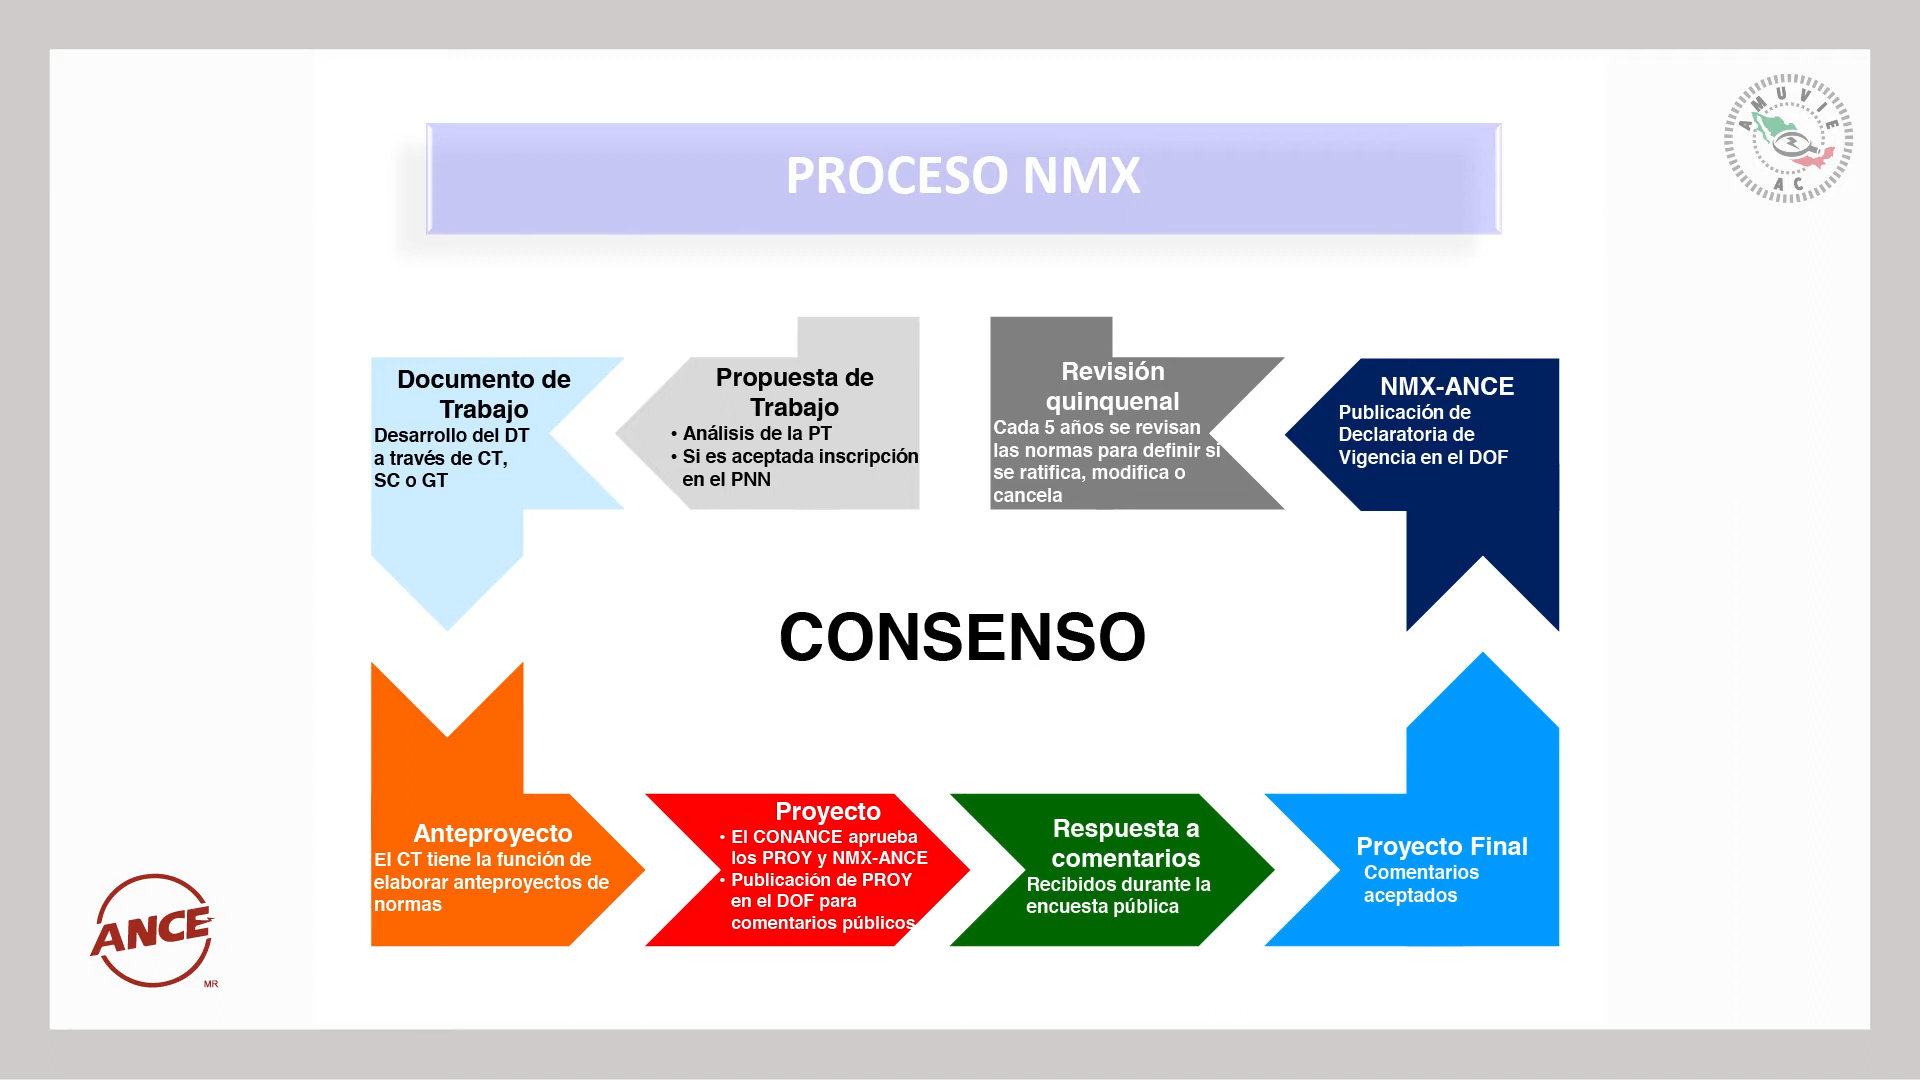 PROCESO NMX
AMUVIE
AC
Propuesta de
Trabajo
• Análisis de la PT
• Si es aceptada inscripción
en el PNN
Documento de
Trabajo
Desarrollo del DT
a través de CT,
SC o GT
Revisión
quinquenal
Cada 5 años se revisan
las normas para definir si
se ratifica, modifica o
cancela
NMX-ANCE
Publicación de
Declaratoria de
Vigencia en el DOF
CONSENSO
Anteproyecto
El CT tiene la función de
elaborar anteproyectos de
normas
Proyecto
• El CONANCE aprueba
los PROY y NMX-ANCE
• Publicación de PROY
en el DOF para
comentarios públicos
Respuesta a
comentarios
Recibidos durante la
encuesta pública
Proyecto Final
Comentarios
aceptados
ANCE
MR